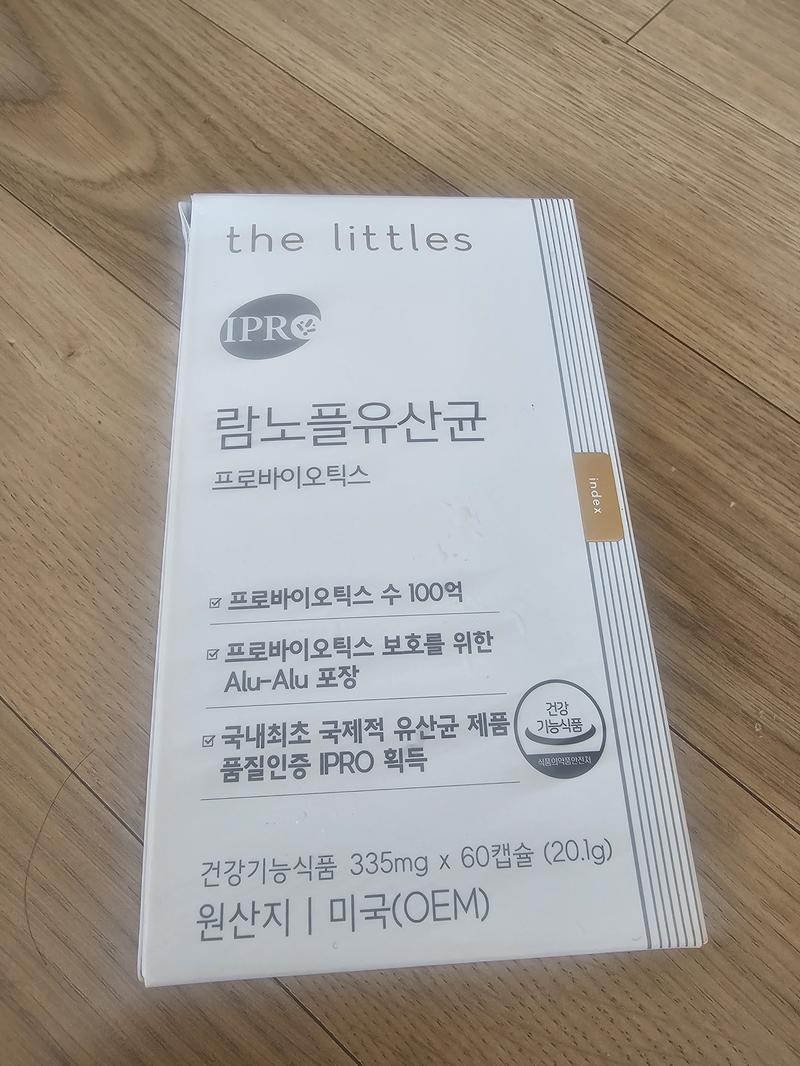 the littles
IPRO
람노플유산균
프로바이오틱스
index
프로바이오틱스 수 100억
프로바이오틱스 보호를 위한
Alu-Alu 포장
국내최초 국제적 유산균 제품
품질인증 IPRO 획득
건강
기능식품
식품의약품안전처
건강기능식품 335mg x 60캡슐 (20.1g)
원산지 | 미국(OEM)